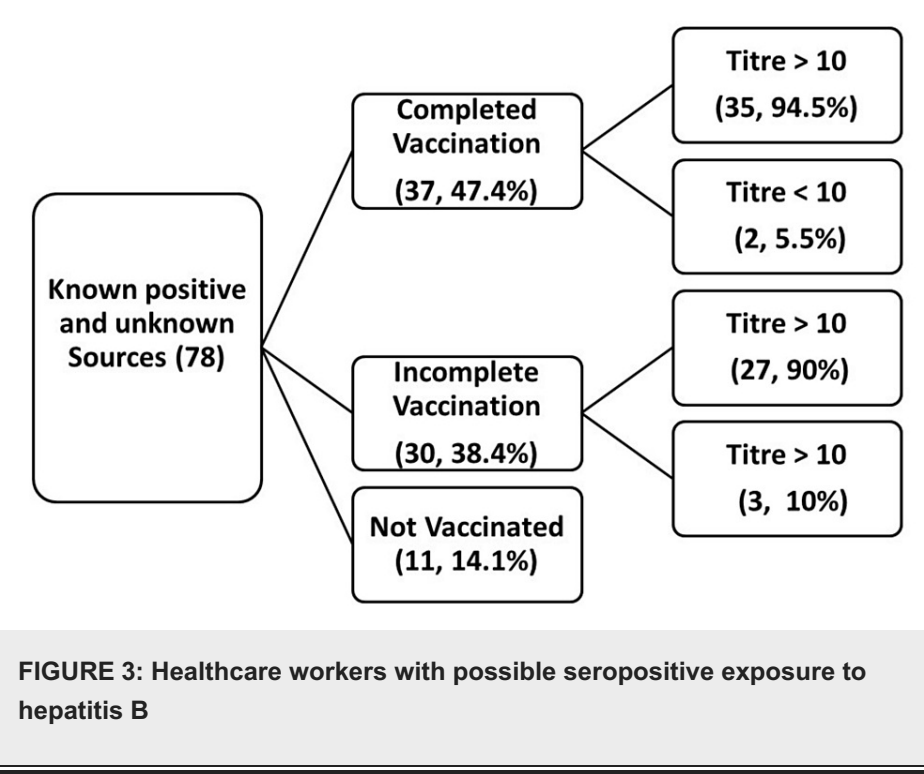 Known positive
and unknown
Sources (78)
Completed
Vaccination
(37, 47.4%)
Titre > 10
(35, 94.5%)
Titre < 10
(2, 5.5%)
Incomplete
Vaccination
(30, 38.4%)
Titre > 10
(27, 90%)
Titre > 10
(3,  10%)
Not Vaccinated
(11, 14.1%)
FIGURE 3: Healthcare workers with possible seropositive exposure to
hepatitis B